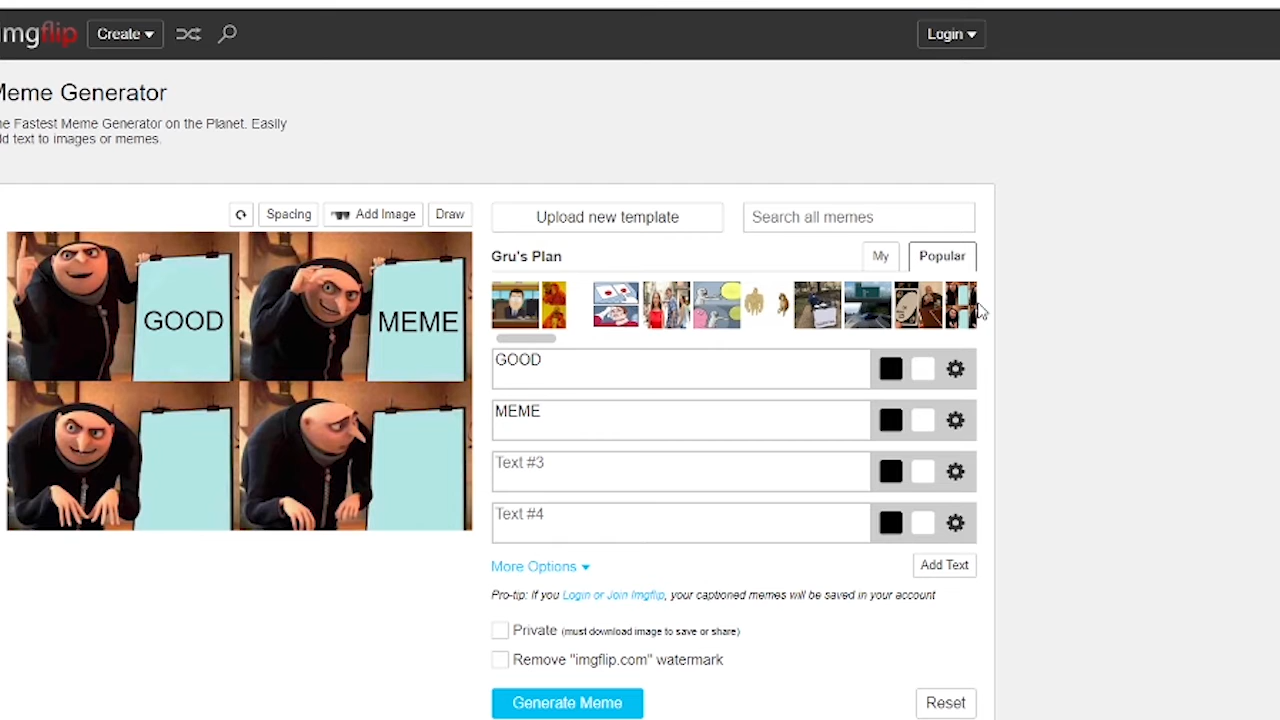 imgflip
Create
Login
Meme Generator
he Fastest Meme Generator on the Planet. Easily
dd text to images or memes.
Spacing
Add Image
Draw
Upload new template
Search all memes
Gru's Plan
My
Popular
GOOD
MEME
GOOD
MEME
Text #3
Text #4
More Options
Add Text
Pro-tip: If you Login or Join Imgflip, your captioned memes will be saved in your account
Private (must download image to save or share)
Remove "imgflip.com" watermark
Generate Meme
Reset